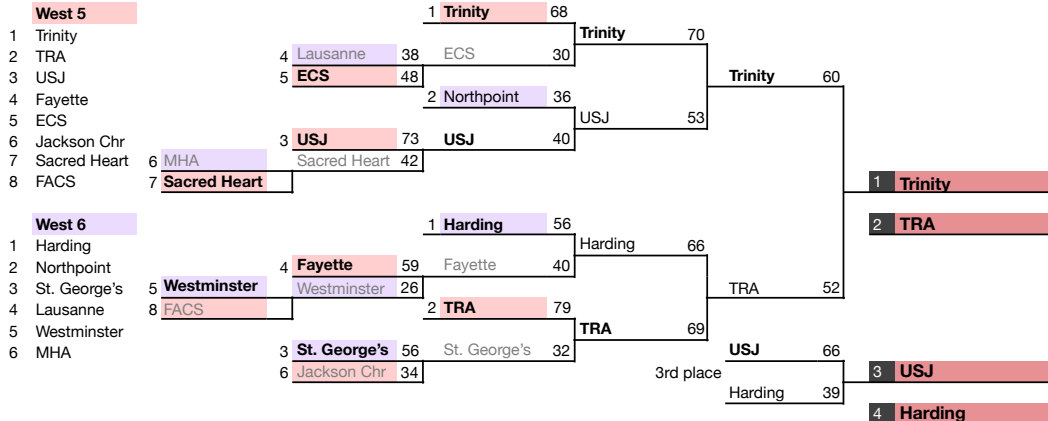 West 5
1 Trinity
2 TRA
3 USJ
4 Fayette
5 ECS
6 Jackson Chr
7 Sacred Heart
8 FACS
6 MHA
7 Sacred Heart
4 Lausanne 38
5 ECS 48
3 USJ 73
Sacred Heart 42
1 Trinity 68
ECS 30
2 Northpoint 36
USJ 40
Trinity 70
USJ 53
Trinity 60
1 Trinity
2 TRA
West 6
1 Harding
2 Northpoint
3 St. George's
4 Lausanne
5 Westminster
6 MHA
5 Westminster
8 FACS
4 Fayette 59
Westminster 26
3 St. George's 56
6 Jackson Chr 34
1 Harding 56
Fayette 40
2 TRA 79
St. George's 32
Harding 66
TRA 69
TRA 52
3rd place
USJ 66
Harding 39
3 USJ
4 Harding